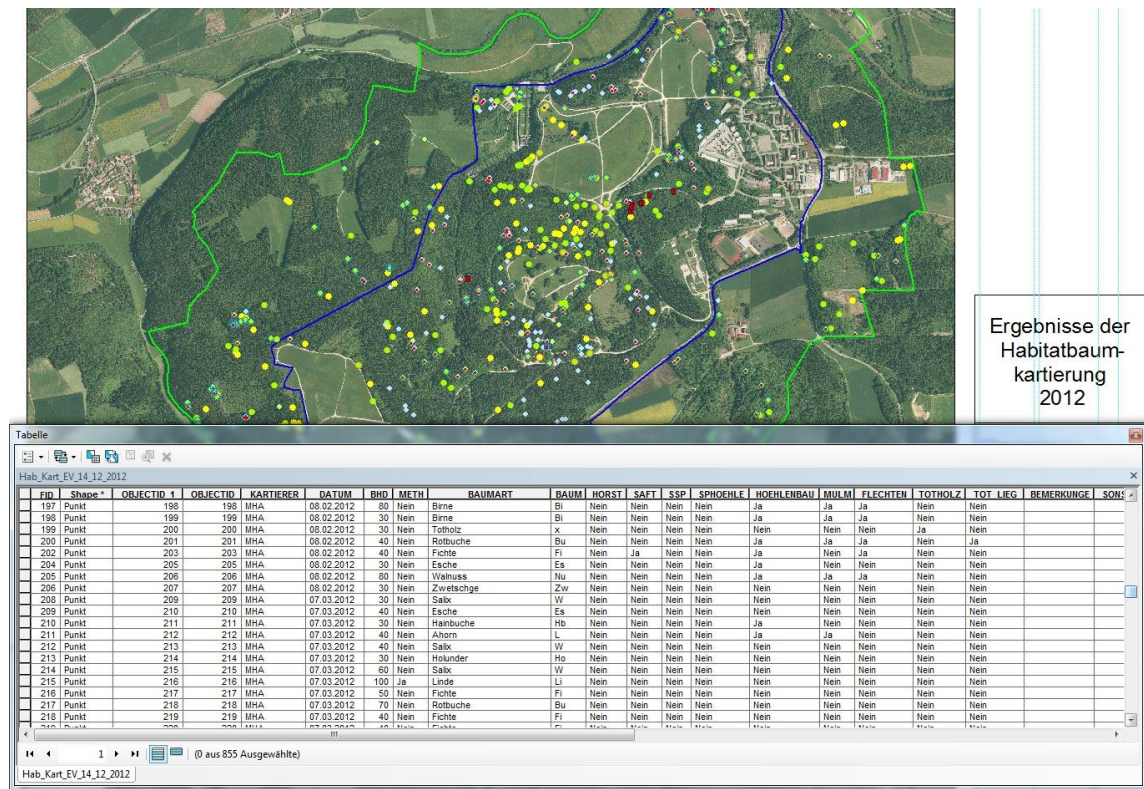 Ergebnisse der
Habitatbaum-
kartierung
2012
Tabelle
Hab_Kart_EV_14_12_2012
FID Shape * OBJECTID_1 OBJECTID KARTIERER DATUM BHD METH BAUMART BAUM HORST SAFT SSP SPHOEHLE HOEHLENBAU MULM FLECHTEN TOTHOLZ TOT_LIEG BEMERKUNGE SONS
197 Punkt 198 198 MHA 08.02.2012 80 Nein Birne Bi Nein Nein Nein Nein Ja Ja Ja Nein Nein
198 Punkt 199 199 MHA 08.02.2012 30 Nein Birne Bi Nein Nein Nein Nein Ja Ja Ja Nein Nein
199 Punkt 200 200 MHA 08.02.2012 30 Nein Totholz x Nein Nein Nein Nein Nein Nein Nein Ja Nein
200 Punkt 201 201 MHA 08.02.2012 40 Nein Rotbuche Bu Nein Nein Nein Nein Ja Ja Ja Nein Ja
202 Punkt 203 203 MHA 08.02.2012 40 Nein Fichte Fi Nein Ja Nein Nein Ja Nein Ja Nein Nein
204 Punkt 205 205 MHA 08.02.2012 30 Nein Esche Es Nein Nein Nein Nein Ja Nein Nein Nein Nein
205 Punkt 206 206 MHA 08.02.2012 80 Nein Walnuss Nu Nein Nein Nein Nein Ja Ja Ja Nein Nein
206 Punkt 207 207 MHA 08.02.2012 30 Nein Zwetschge Zw Nein Nein Nein Nein Nein Nein Nein Nein Nein
208 Punkt 209 209 MHA 07.03.2012 30 Nein Salix W Nein Nein Nein Nein Nein Nein Nein Nein Nein
209 Punkt 210 210 MHA 07.03.2012 40 Nein Esche Es Nein Nein Nein Nein Nein Nein Nein Nein Nein
210 Punkt 211 211 MHA 07.03.2012 30 Nein Hainbuche Hb Nein Nein Nein Nein Ja Nein Nein Nein Nein
211 Punkt 212 212 MHA 07.03.2012 40 Nein Ahorn L Nein Nein Nein Nein Ja Ja Nein Nein Nein
212 Punkt 213 213 MHA 07.03.2012 40 Nein Salix W Nein Nein Nein Nein Nein Nein Nein Nein Nein
213 Punkt 214 214 MHA 07.03.2012 30 Nein Holunder Ho Nein Nein Nein Nein Nein Nein Nein Nein Nein
214 Punkt 215 215 MHA 07.03.2012 60 Nein Salix W Nein Nein Nein Nein Nein Nein Nein Nein Nein
215 Punkt 216 216 MHA 07.03.2012 100 Ja Linde Li Nein Nein Nein Nein Nein Nein Nein Nein Nein
216 Punkt 217 217 MHA 07.03.2012 50 Nein Fichte Fi Nein Nein Nein Nein Nein Nein Nein Nein Nein
217 Punkt 218 218 MHA 07.03.2012 70 Nein Rotbuche Bu Nein Nein Nein Nein Nein Nein Nein Nein Nein
218 Punkt 219 219 MHA 07.03.2012 40 Nein Fichte Fi Nein Nein Nein Nein Nein Nein Nein Nein Nein
1 (0 aus 855 Ausgewählte)
Hab_Kart_EV_14_12_2012